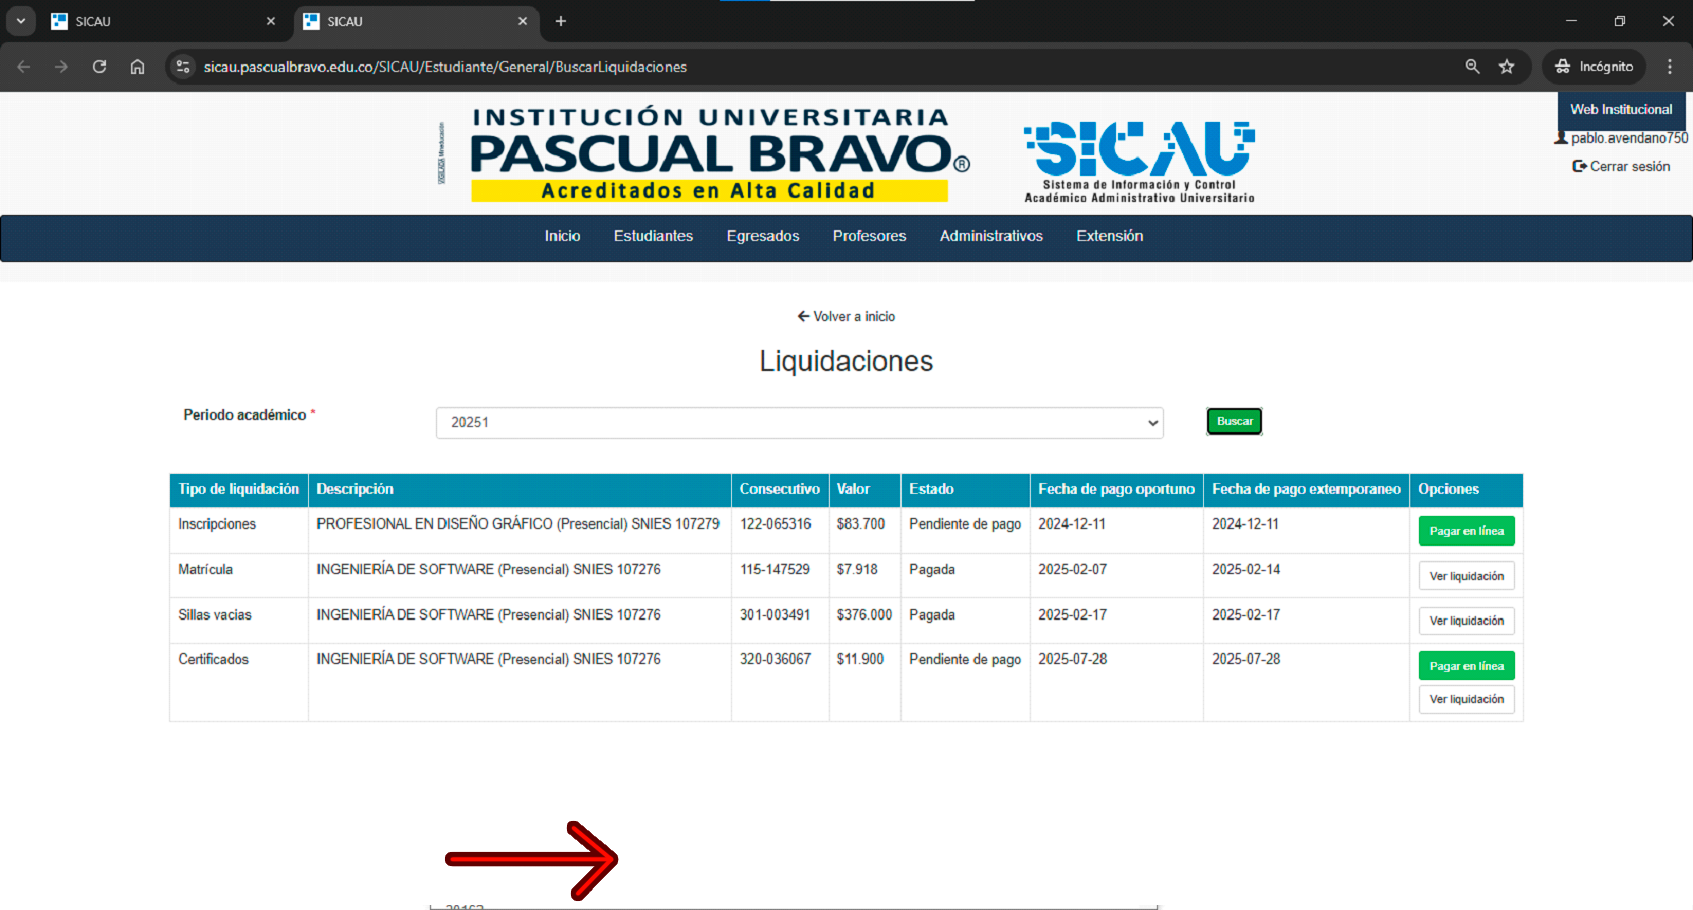 SICAU
SICAU
sicau.pascualbravo.edu.co/SICAU/Estudiante/General/BuscarLiquidaciones
Incógnito
VIGILADA Mineducación
INSTITUCIÓN UNIVERSITARIA
PASCUAL BRAVO®
Acreditados en Alta Calidad
SICAU
Sistema de Información y Control
Académico Administrativo Universitario
Web Institucional
pablo.avendano750
Cerrar sesión
Inicio Estudiantes Egresados Profesores Administrativos Extensión
Volver a inicio
Liquidaciones
Periodo académico * 20251 Buscar
Tipo de liquidación Descripción Consecutivo Valor Estado Fecha de pago oportuno Fecha de pago extemporaneo Opciones
Inscripciones PROFESIONAL EN DISEÑO GRÁFICO (Presencial) SNIES 107279 122-065316 $83.700 Pendiente de pago 2024-12-11 2024-12-11 Pagar en línea
Matrícula INGENIERÍA DE SOFTWARE (Presencial) SNIES 107276 115-147529 $7.918 Pagada 2025-02-07 2025-02-14 Ver liquidación
Sillas vacias INGENIERÍA DE SOFTWARE (Presencial) SNIES 107276 301-003491 $376.000 Pagada 2025-02-17 2025-02-17 Ver liquidación
Certificados INGENIERÍA DE SOFTWARE (Presencial) SNIES 107276 320-036067 $11.900 Pendiente de pago 2025-07-28 2025-07-28 Pagar en línea
Ver liquidación